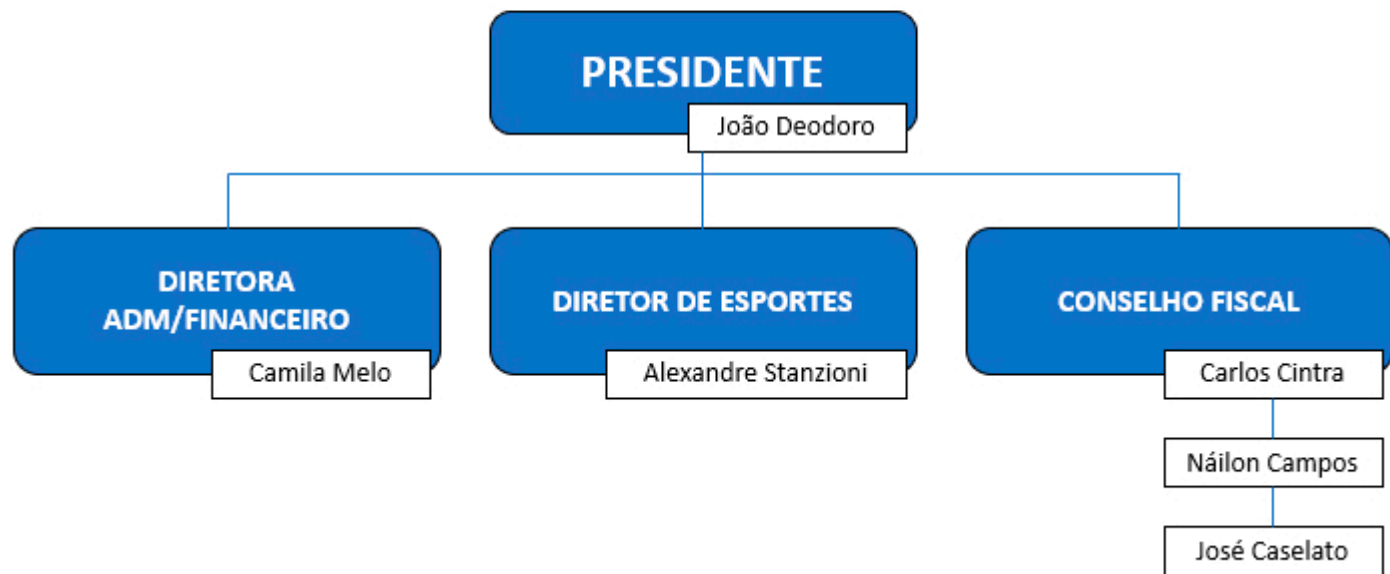 PRESIDENTE
João Deodoro
DIRETORA
ADM/FINANCEIRO
Camila Melo
DIRETOR DE ESPORTES
Alexandre Stanzioni
CONSELHO FISCAL
Carlos Cintra
Náilon Campos
José Caselato